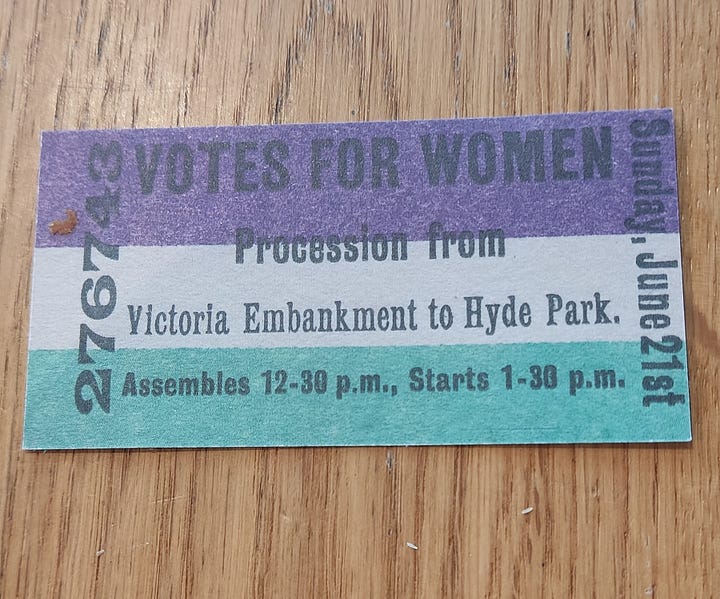 VOTES FOR WOMEN
Procession from
Victoria Embankment to Hyde Park.
Assembles 12-30 p.m., Starts 1-30 p.m.
276743
Sunday, June 21st